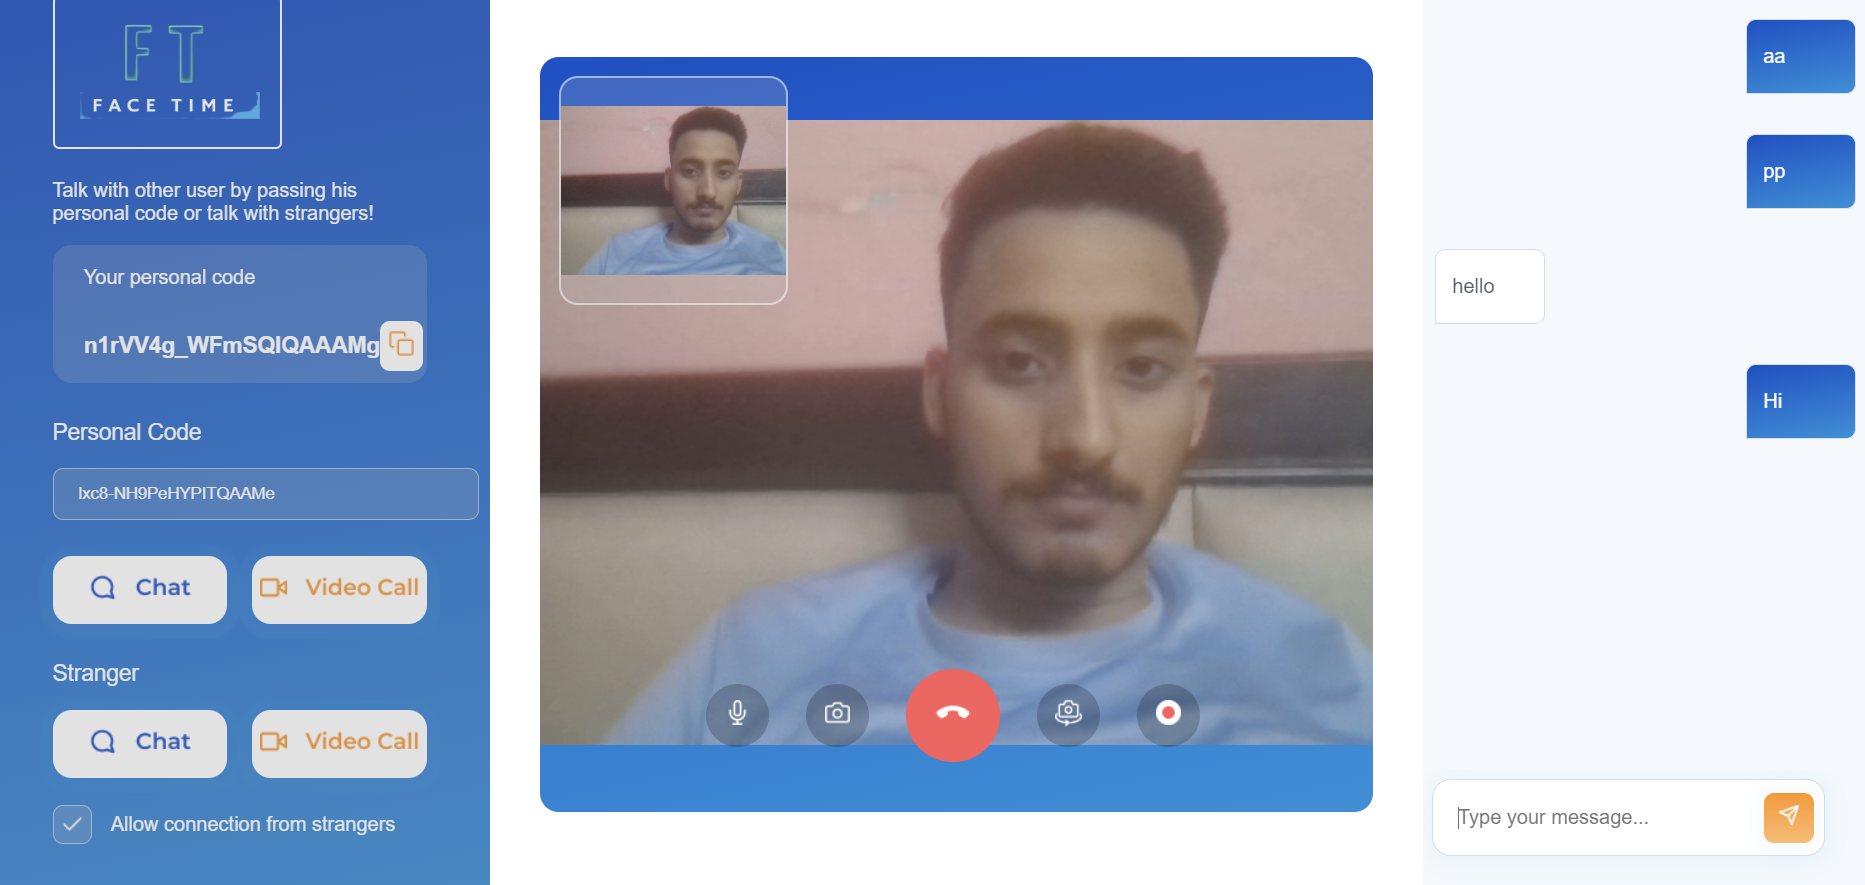 FT
FACE TIME
Talk with other user by passing his
personal code or talk with strangers!
Your personal code
n1rVV4g_WFmSQIQAAAMg
Personal Code
Ixc8-NH9PeHYPITQAAMe
Chat
Video Call
Stranger
Chat
Video Call
Allow connection from strangers
aa
pp
hello
Hi
Type your message...